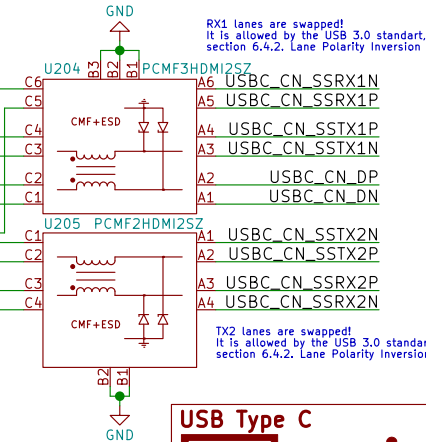 GND
RX1 lanes are swapped!
It is allowed by the USB 3.0 standart,
section 6.4.2. Lane Polarity Inversion
U204
PCMF3HDMI2SZ
B3
B2
B1
C6
A6
USBC_CN_SSRX1N
C5
A5
USBC_CN_SSRX1P
CMF+ESD
C4
A4
USBC_CN_SSTX1P
C3
A3
USBC_CN_SSTX1N
C2
A2
USBC_CN_DP
C1
A1
USBC_CN_DN
U205
PCMF2HDMI2SZ
C1
A1
USBC_CN_SSTX2N
C2
A2
USBC_CN_SSTX2P
C3
A3
USBC_CN_SSRX2P
C4
A4
USBC_CN_SSRX2N
CMF+ESD
TX2 lanes are swapped!
It is allowed by the USB 3.0 standar
section 6.4.2. Lane Polarity Inversio
B2
B1
GND
USB Type C